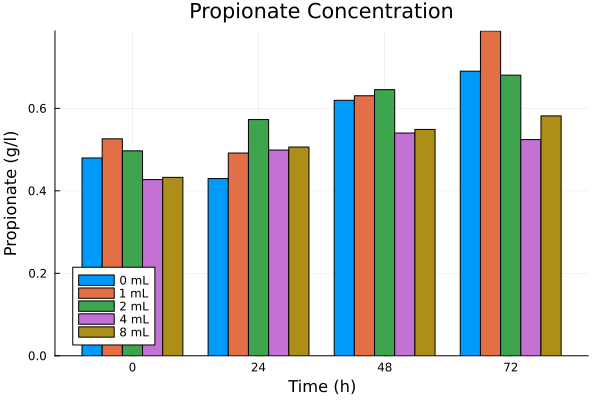 Propionate Concentration
Propionate (g/l)
0.6
0.4
0.2
0.0
0 mL
1 mL
2 mL
4 mL
8 mL
0 24 48 72
Time (h)